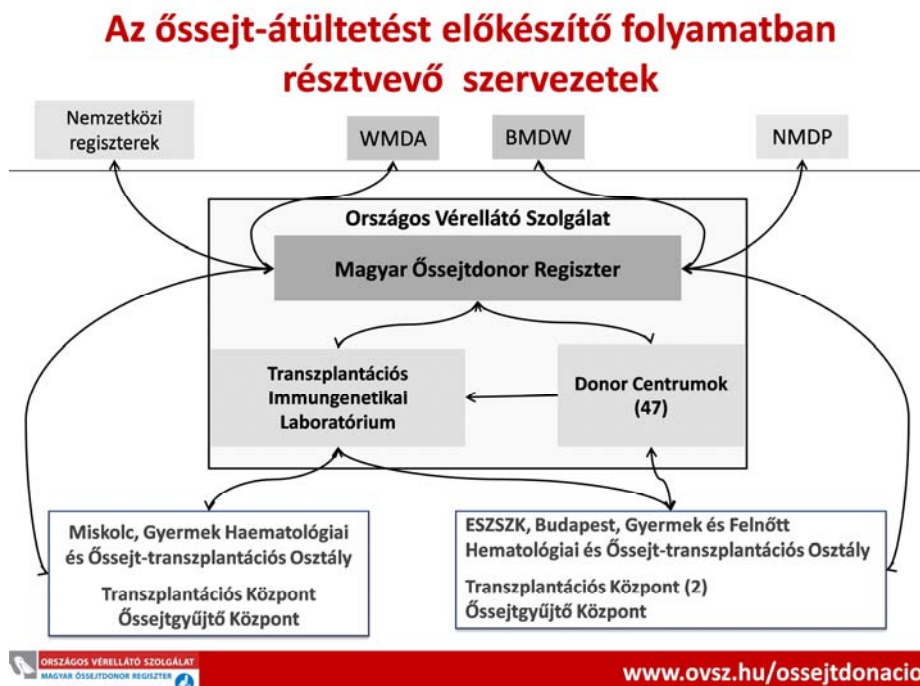 Az őssejt-átültetést előkészítő folyamatban
résztvevő szervezetek
Nemzetközi
regiszterek
WMDA
BMDW
NMDP
Országos Vérellátó Szolgálat
Magyar Őssejtdonor Regiszter
Transzplantációs
Immungenetikai
Laboratórium
Donor Centrumok
(47)
Miskolc, Gyermek Haematológiai
és Őssejt-transzplantációs Osztály
Transzplantációs Központ
Őssejtgyűjtő Központ
ESZSZK, Budapest, Gyermek és Felnőtt
Hematológiai és Őssejt-transzplantációs Osztály
Transzplantációs Központ (2)
Őssejtgyűjtő Központ
ORSZÁGOS VÉRELLÁTÓ SZOLGÁLAT
MAGYAR ŐSSEJTDONOR REGISZTER
www.ovsz.hu/ossejtdonacio